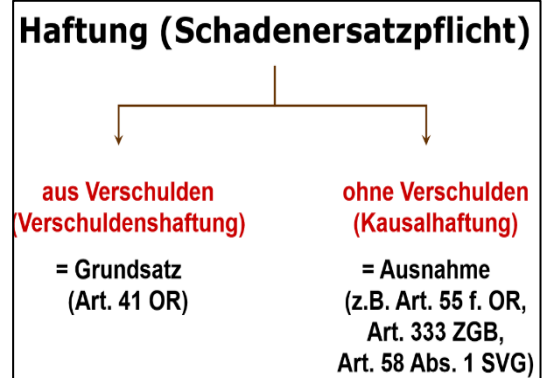 Haftung (Schadenersatzpflicht)
aus Verschulden
(Verschuldenshaftung)
= Grundsatz
(Art. 41 OR)
ohne Verschulden
(Kausalhaftung)
= Ausnahme
(z.B. Art. 55 f. OR,
Art. 333 ZGB,
Art. 58 Abs. 1 SVG)